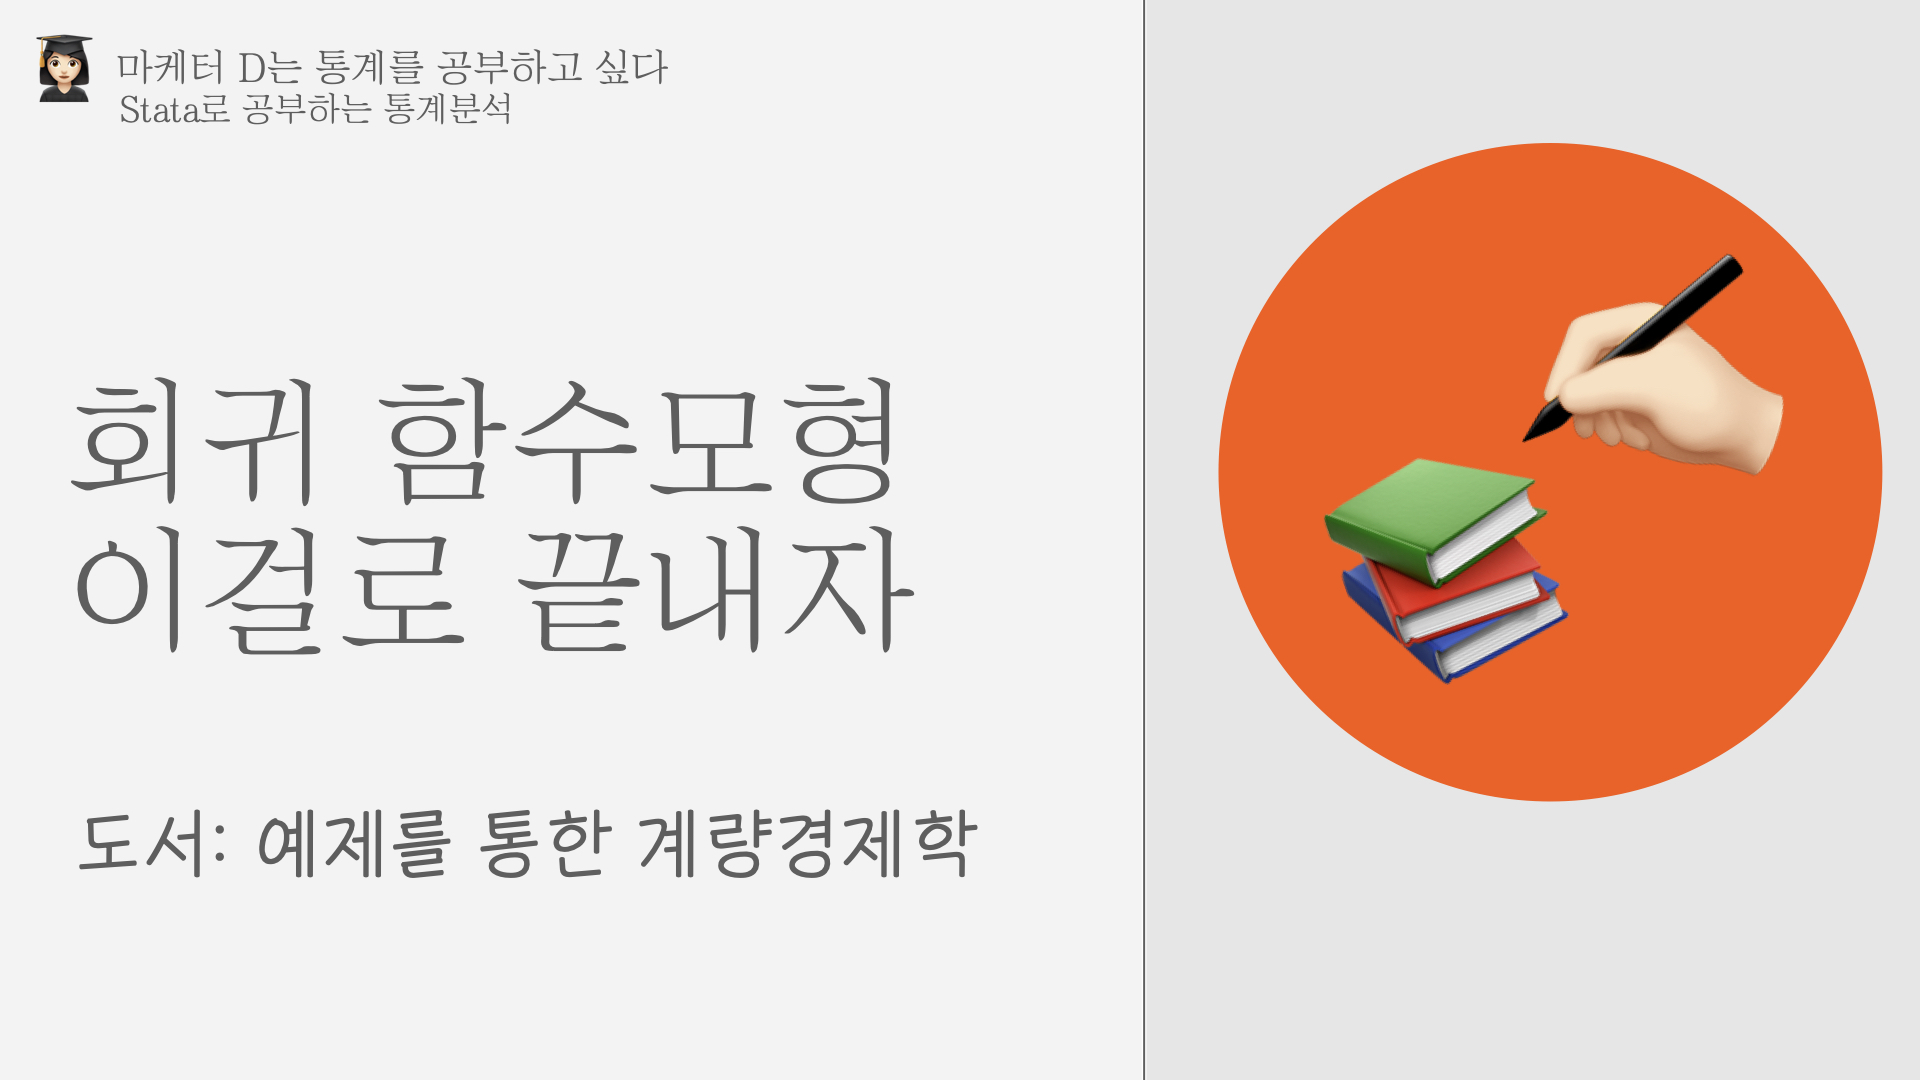 마케터 D는 통계를 공부하고 싶다
Stata로 공부하는 통계분석
회귀 함수모형
이걸로 끝내자
도서: 예제를 통한 계량경제학